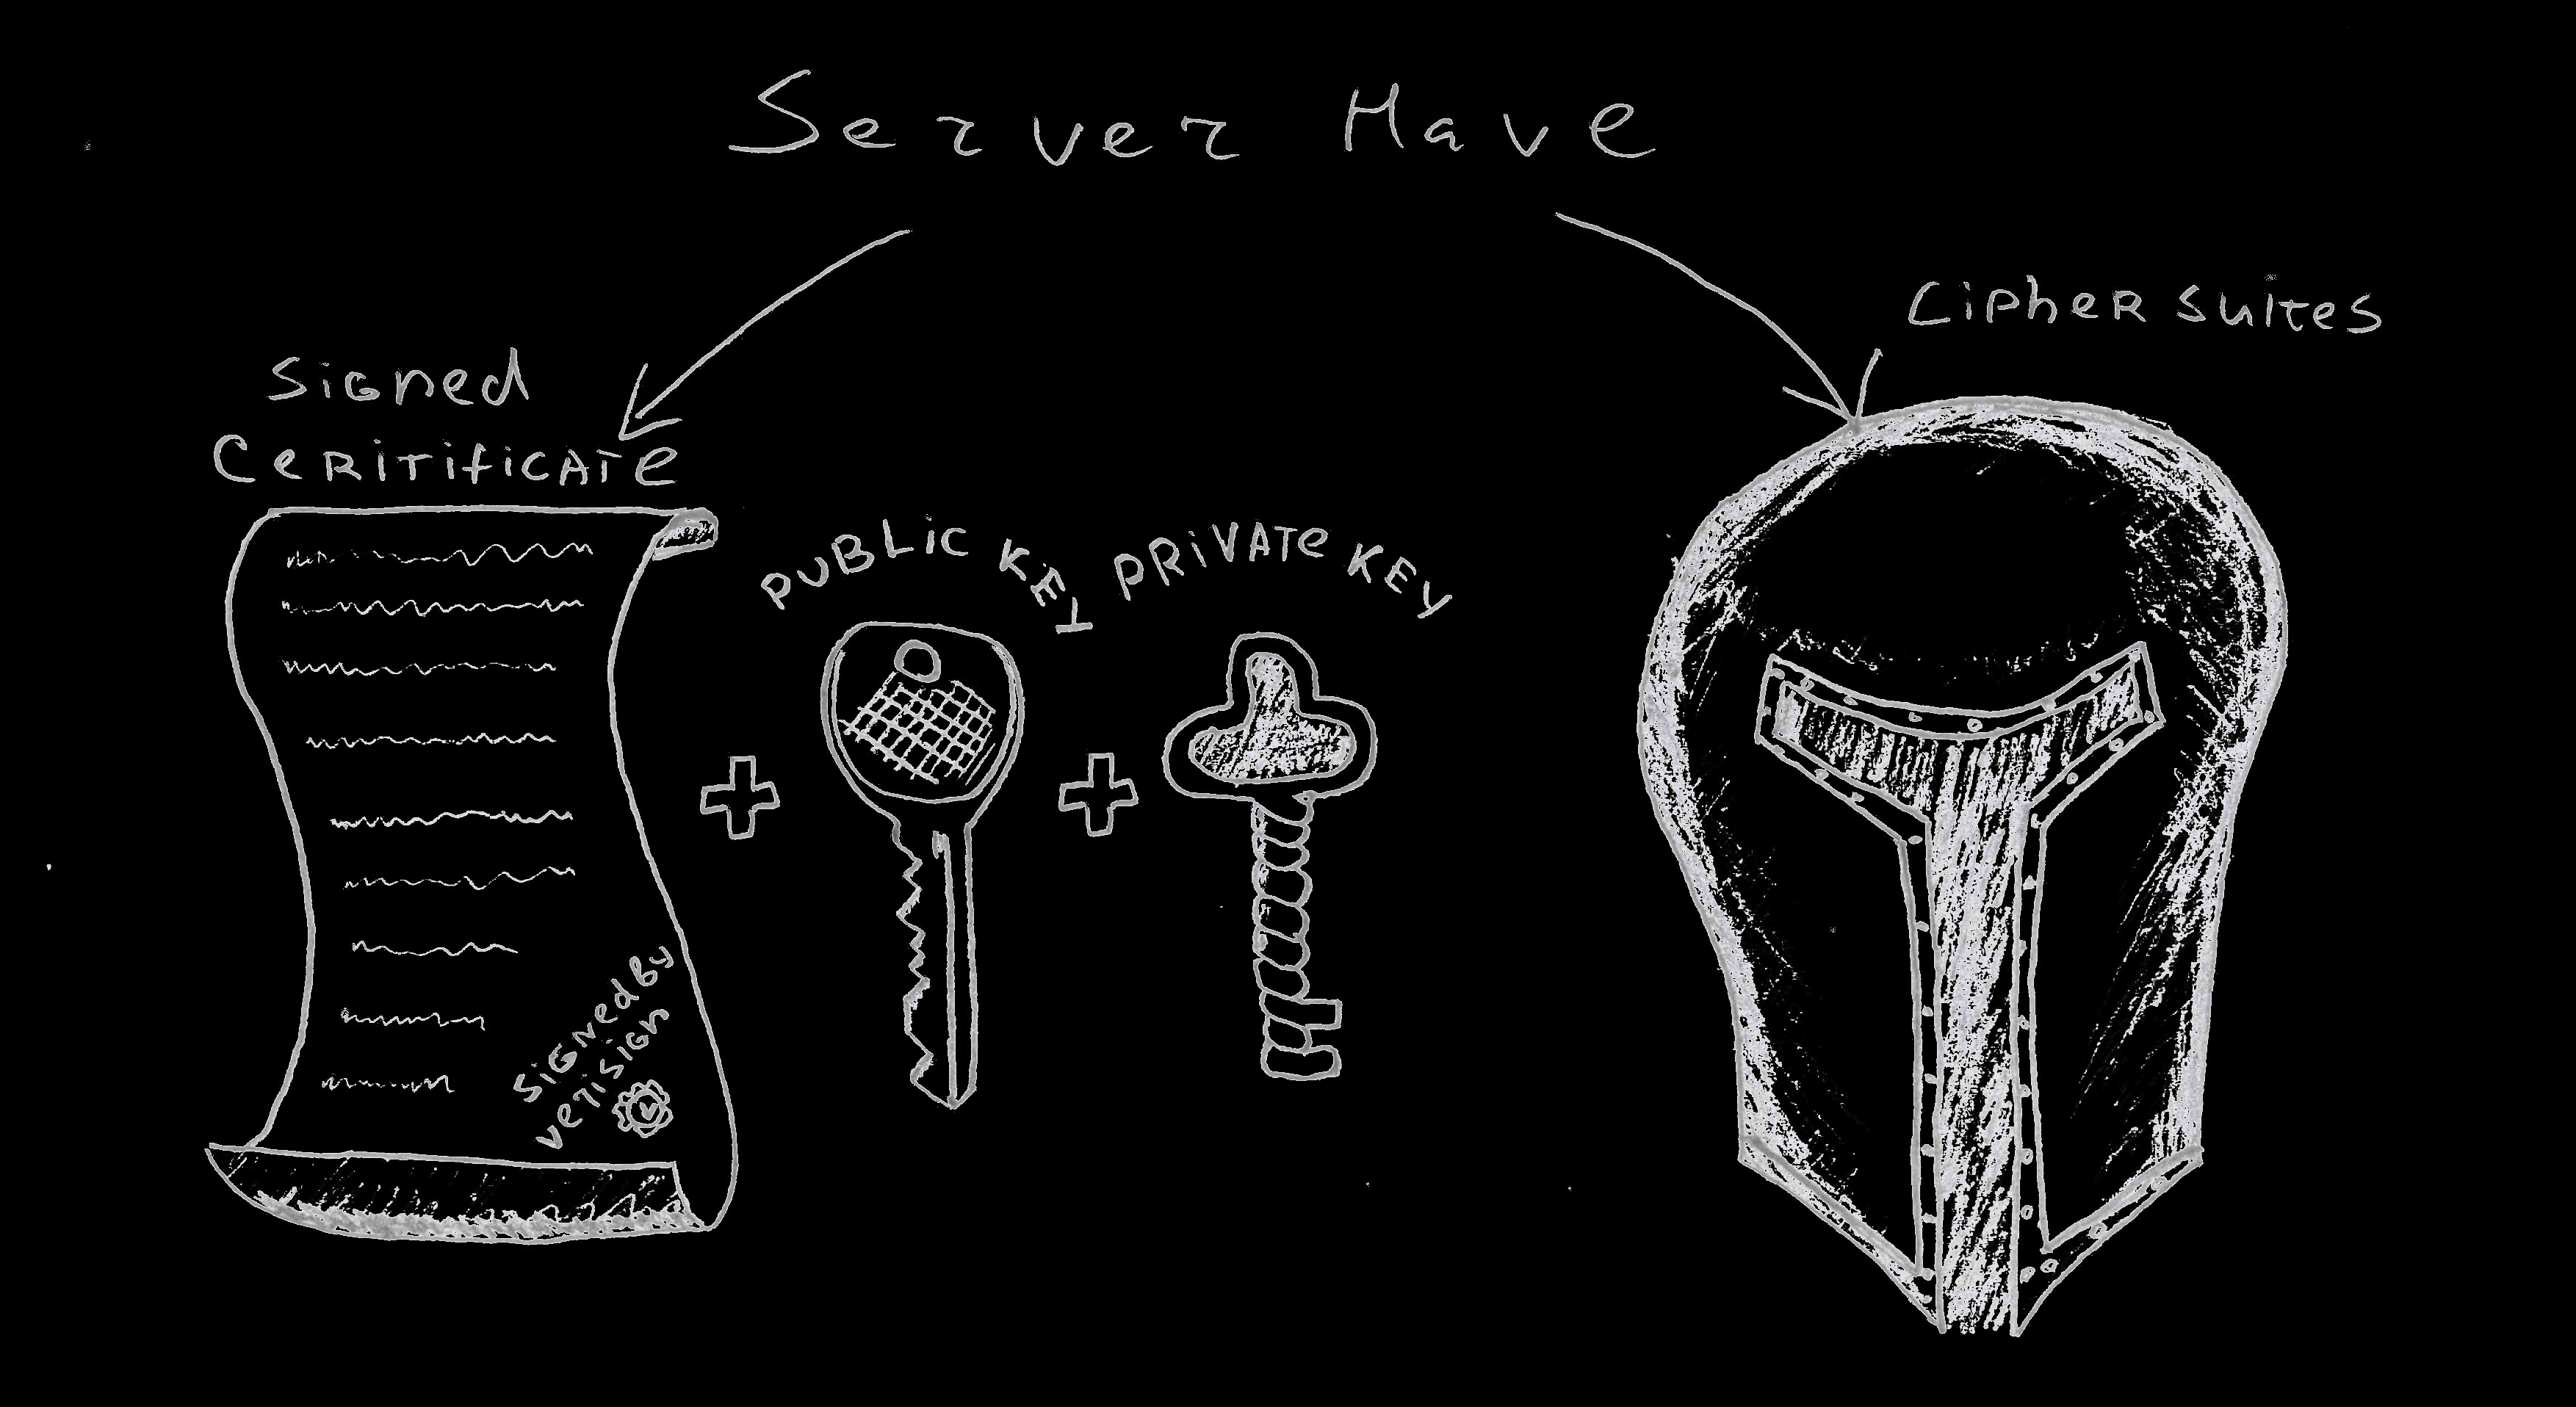 Server Have
Cipher suites
Signed
Ceritificate
PUBLIC KEY
PRIVATE KEY
Signed By
verisign